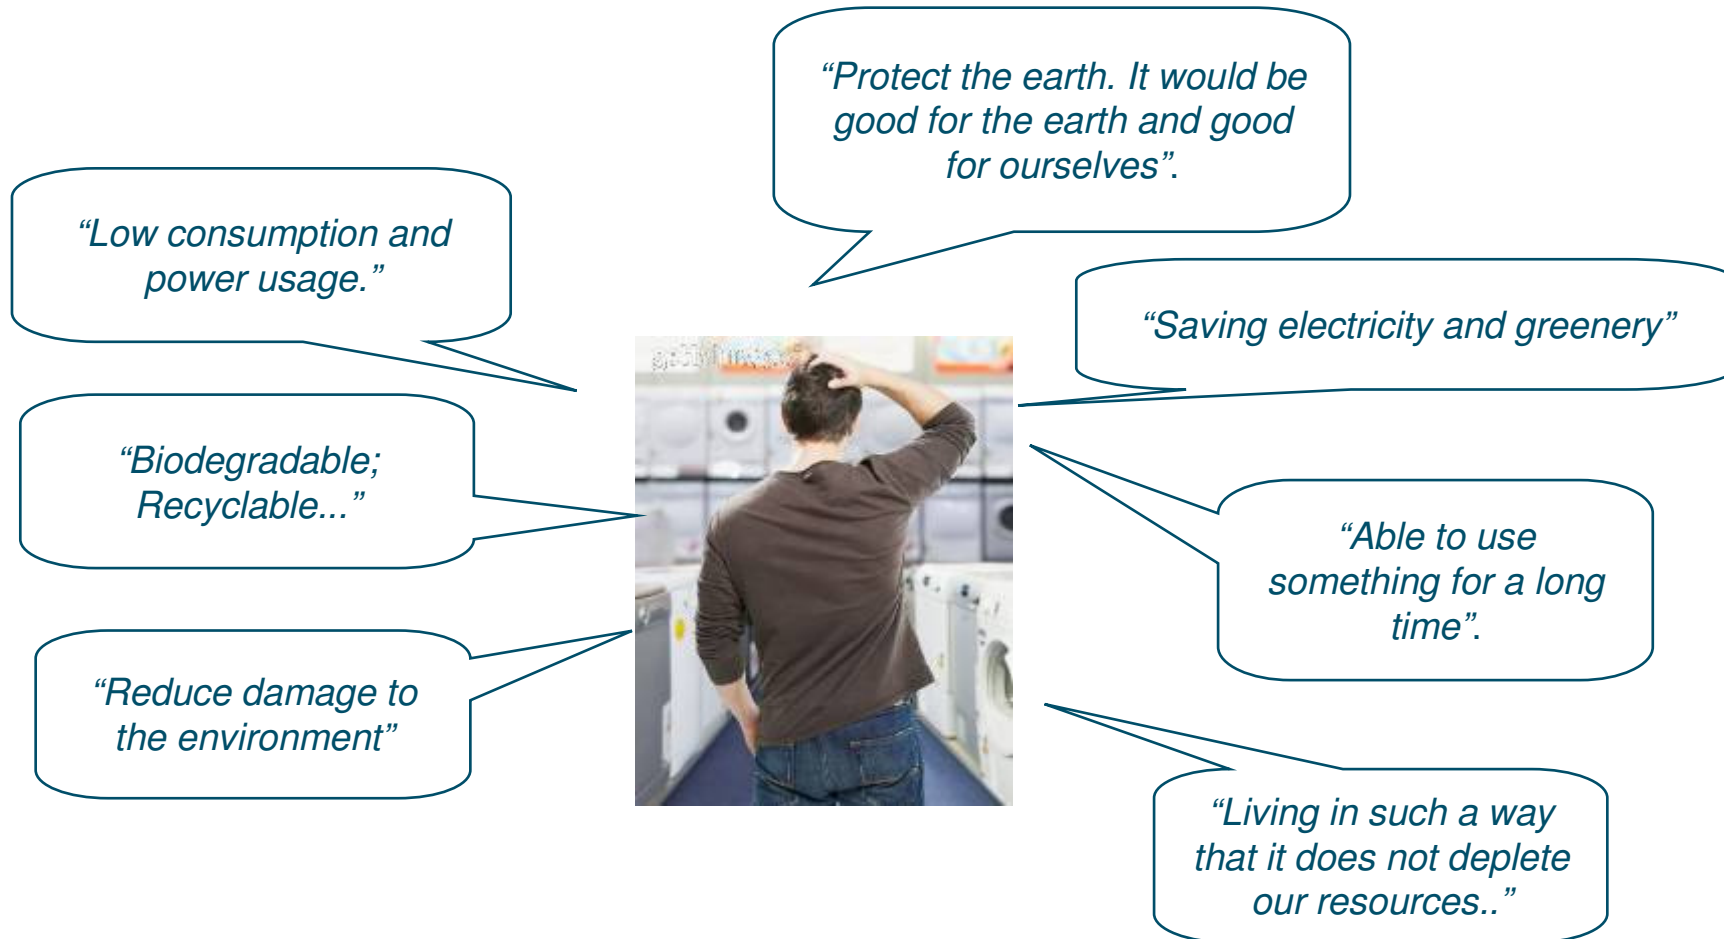 “Protect the earth. It would be
good for the earth and good
for ourselves”.
“Low consumption and
power usage.”
“Saving electricity and greenery”
“Biodegradable;
Recyclable...”
“Able to use
something for a long
time”.
“Reduce damage to
the environment”
“Living in such a way
that it does not deplete
our resources..”